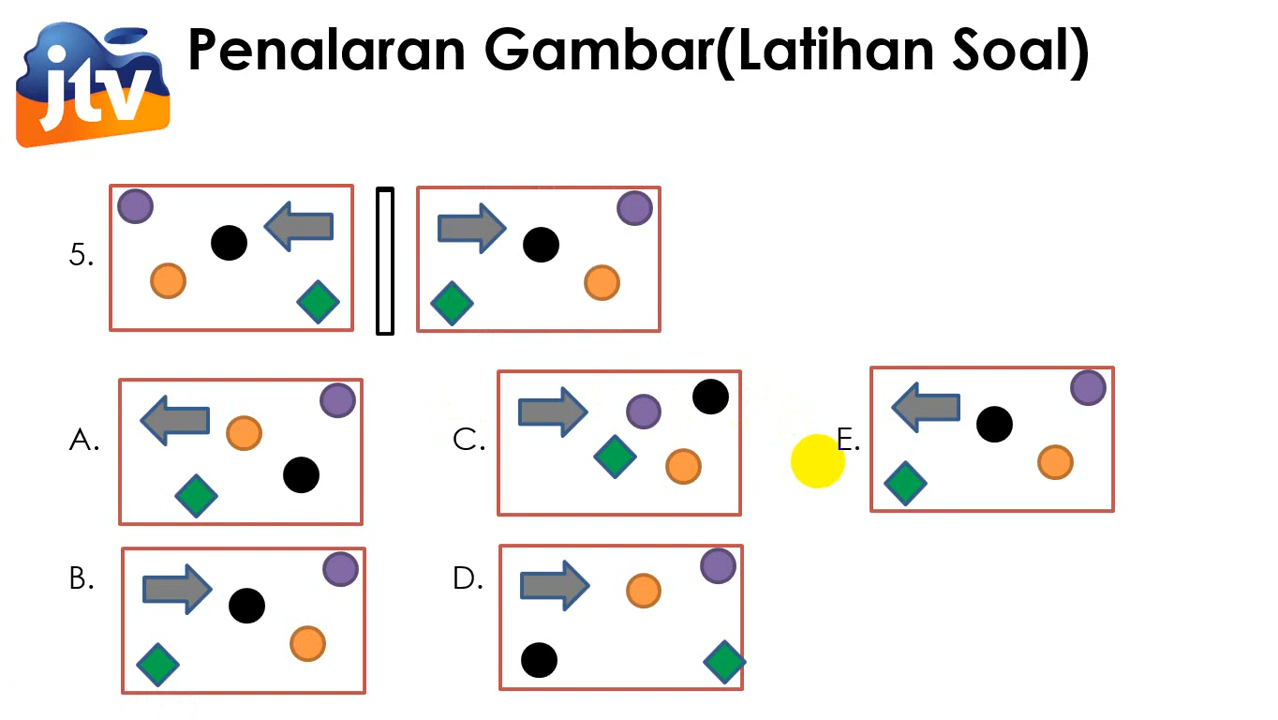 jtv
Penalaran Gambar(Latihan Soal)
5.
A.
C.
E.
B.
D.